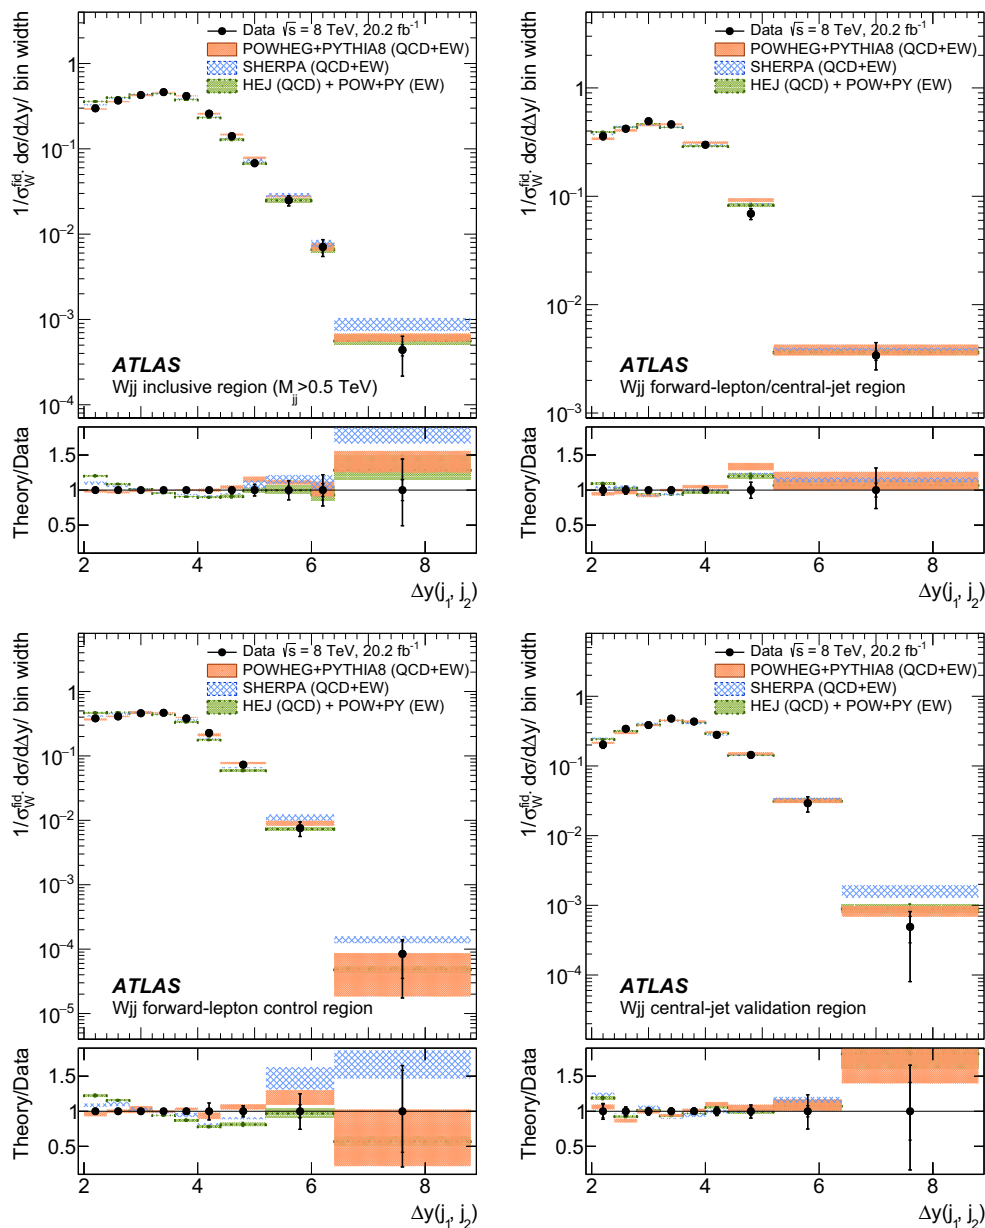 1/σ_W^fid. dσ/dΔy/ bin width
Data √s = 8 TeV, 20.2 fb⁻¹
POWHEG+PYTHIA8 (QCD+EW)
SHERPA (QCD+EW)
HEJ (QCD) + POW+PY (EW)
1
10⁻¹
10⁻²
10⁻³
10⁻⁴
ATLAS
Wjj inclusive region (M_jj>0.5 TeV)
Theory/Data
1.5
1.0
0.5
2 4 6 8
Δy(j₁, j₂)
1/σ_W^fid. dσ/dΔy/ bin width
Data √s = 8 TeV, 20.2 fb⁻¹
POWHEG+PYTHIA8 (QCD+EW)
SHERPA (QCD+EW)
HEJ (QCD) + POW+PY (EW)
1
10⁻¹
10⁻²
10⁻³
ATLAS
Wjj forward-lepton/central-jet region
Theory/Data
1.5
1.0
0.5
2 4 6 8
Δy(j₁, j₂)
1/σ_W^fid. dσ/dΔy/ bin width
Data √s = 8 TeV, 20.2 fb⁻¹
POWHEG+PYTHIA8 (QCD+EW)
SHERPA (QCD+EW)
HEJ (QCD) + POW+PY (EW)
1
10⁻¹
10⁻²
10⁻³
10⁻⁴
10⁻⁵
ATLAS
Wjj forward-lepton control region
Theory/Data
1.5
1.0
0.5
2 4 6 8
Δy(j₁, j₂)
1/σ_W^fid. dσ/dΔy/ bin width
Data √s = 8 TeV, 20.2 fb⁻¹
POWHEG+PYTHIA8 (QCD+EW)
SHERPA (QCD+EW)
HEJ (QCD) + POW+PY (EW)
1
10⁻¹
10⁻²
10⁻³
10⁻⁴
ATLAS
Wjj central-jet validation region
Theory/Data
1.5
1.0
0.5
2 4 6 8
Δy(j₁, j₂)